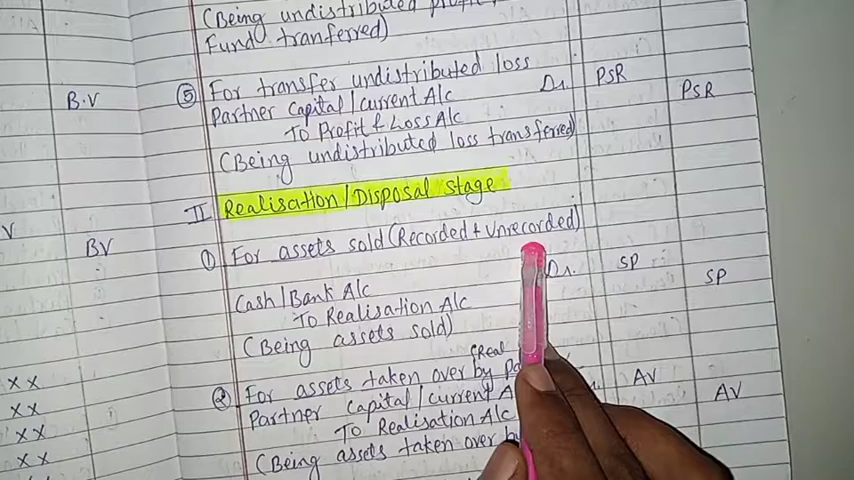 (Being undistributed profit
Fund tranferred)
B.V
⑤ For transfer undistributed loss
Partner Capital/Current A/c Dr. PSR
To Profit & Loss A/c PSR
(Being undistributed loss transferred)
II Realisation/Disposal stage
V
BV
① For assets sold (Recorded + Unrecorded)
Cash/Bank A/c Dr. SP
To Realisation A/c SP
(Being assets sold)
② For assets taken over by
(Real
Partner Capital/Current A AV
To Realisation A/c AV
(Being assets taken over
XX
XX
XX
XX